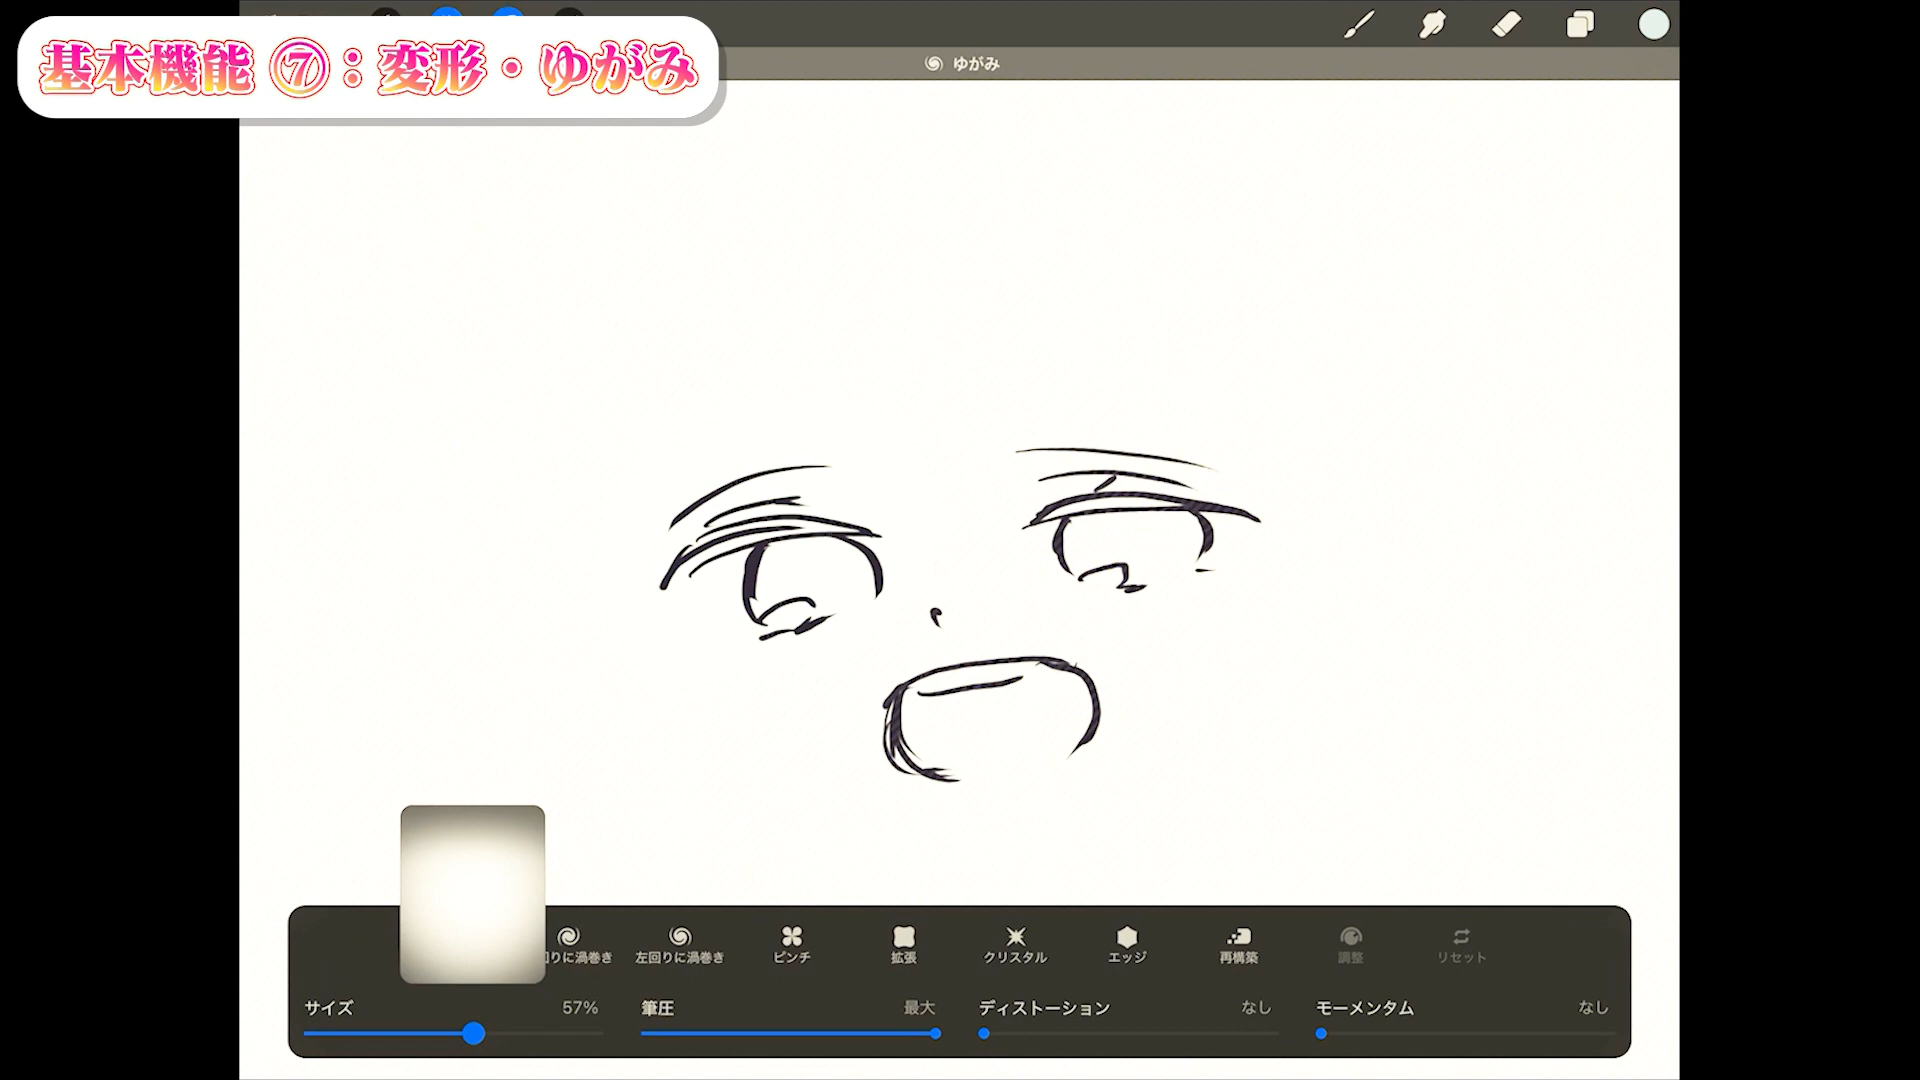 基本機能 ⑦：変形・ゆがみ
ゆがみ
回りに渦巻き
左回りに渦巻き
ピンチ
拡張
クリスタル
エッジ
再構築
調整
リセット
サイズ 57%
筆圧 最大
ディストーション なし
モーメンタム なし